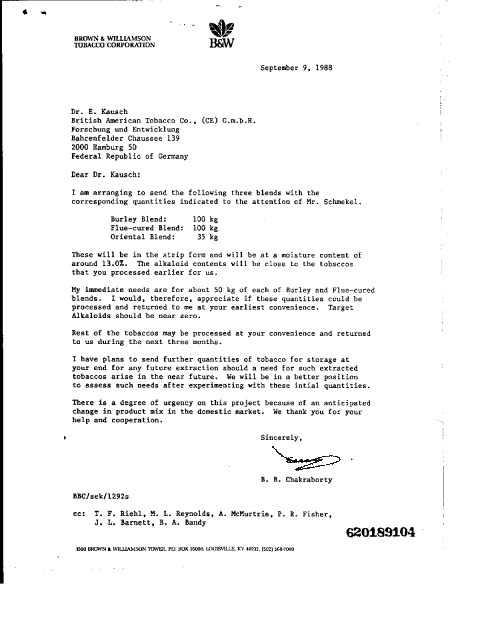 BROWN & WILLIAMSON
TOBACCO CORPORATION
B&W
September 9, 1988
Dr. E. Kausch
British American Tobacco Co., (CE) G.m.b.H.
Forschung und Entwicklung
Bahrenfelder Chaussee 139
2000 Hamburg 50
Federal Republic of Germany
Dear Dr. Kausch:
I am arranging to send the following three blends with the
corresponding quantities indicated to the attention of Mr. Schmekel.
Burley Blend: 100 kg
Flue-cured Blend: 100 kg
Oriental Blend: 35 kg
These will be in the strip form and will be at a moisture content of
around 13.0%. The alkaloid contents will be close to the tobaccos
that you processed earlier for us.
My immediate needs are for about 50 kg of each of Burley and Flue-cured
blends. I would, therefore, appreciate if these quantities could be
processed and returned to me at your earliest convenience. Target
Alkaloids should be near zero.
Rest of the tobaccos may be processed at your convenience and returned
to us during the next three months.
I have plans to send further quantities of tobacco for storage at
your end for any future extraction should a need for such extracted
tobaccos arise in the near future. We will be in a better position
to assess such needs after experimenting with these intial quantities.
There is a degree of urgency on this project because of an anticipated
change in product mix in the domestic market. We thank you for your
help and cooperation.
Sincerely,
B. B. Chakraborty
BBC/sek/1292s
cc: T. F. Riehl, M. L. Reynolds, A. McMurtrie, P. R. Fisher,
J. L. Barnett, B. A. Bandy
620189104
1500 BROWN & WILLIAMSON TOWER, P.O. BOX 35090, LOUISVILLE, KY 40232, (502) 568-7000